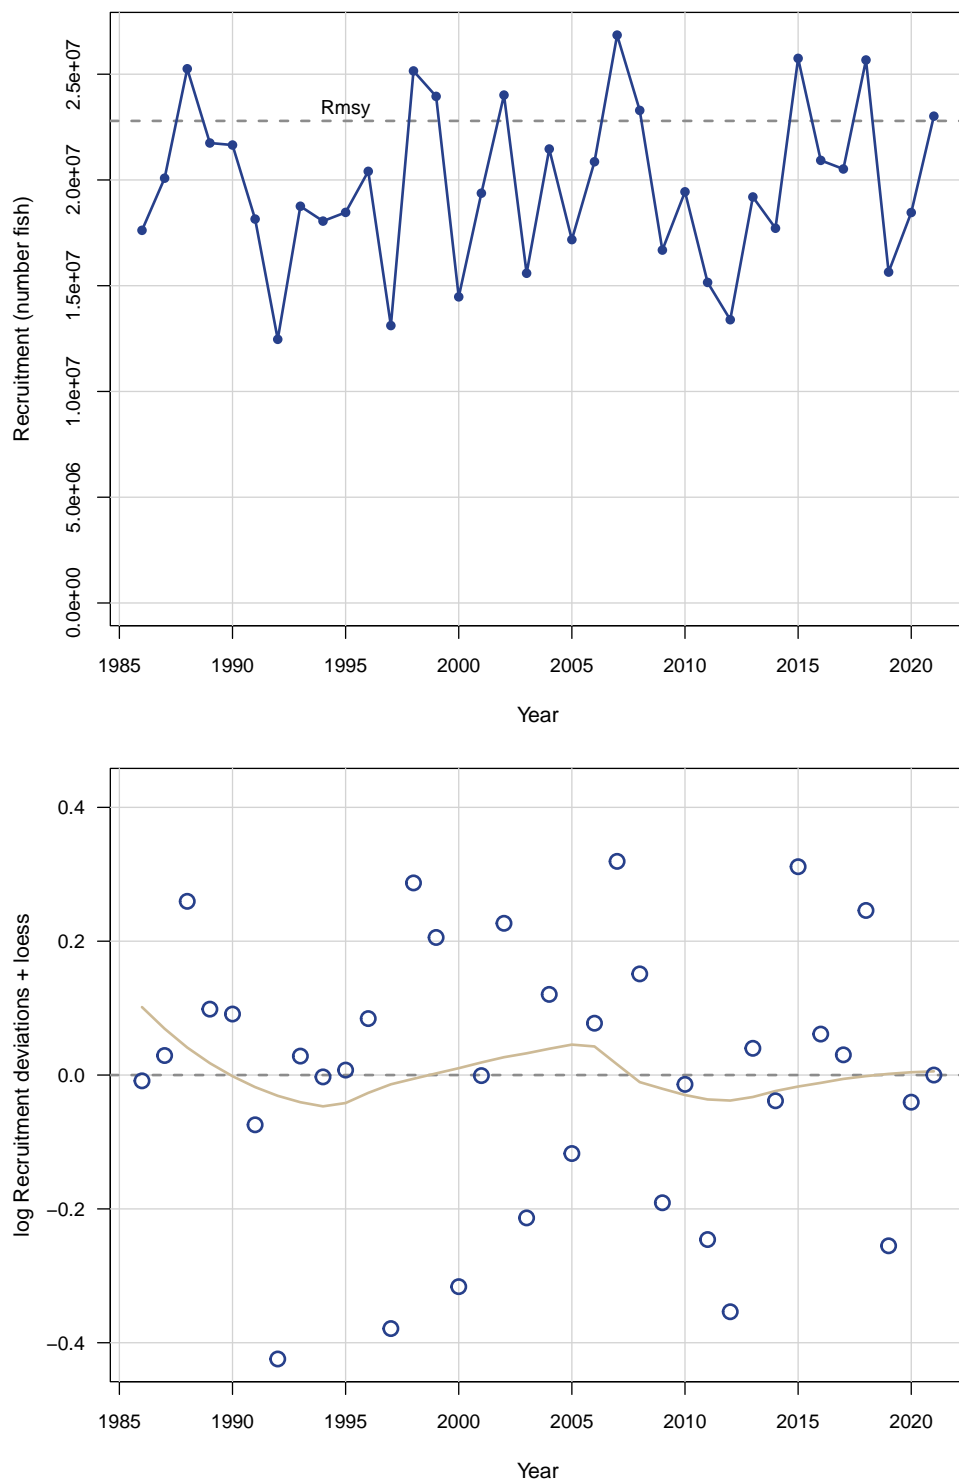 Recruitment (number fish)
2.5e+07
2.0e+07
1.5e+07
1.0e+07
5.0e+06
0.0e+00
Rmsy
1985 1990 1995 2000 2005 2010 2015 2020
Year
log Recruitment deviations + loess
0.4
0.2
0.0
−0.2
−0.4
1985 1990 1995 2000 2005 2010 2015 2020
Year